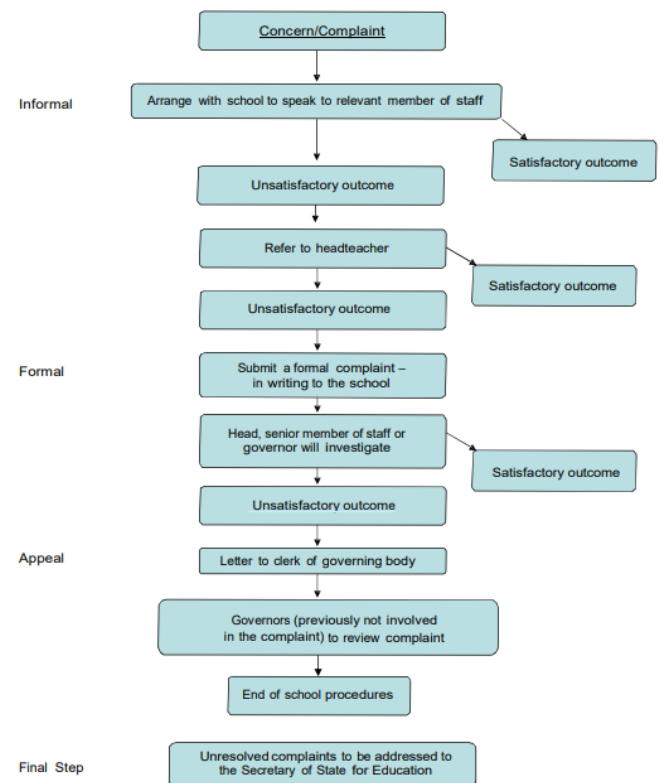 Concern/Complaint
Informal
Arrange with school to speak to relevant member of staff
Satisfactory outcome
Unsatisfactory outcome
Refer to headteacher
Satisfactory outcome
Unsatisfactory outcome
Formal
Submit a formal complaint –
in writing to the school
Head, senior member of staff or
governor will investigate
Satisfactory outcome
Unsatisfactory outcome
Appeal
Letter to clerk of governing body
Governors (previously not involved
in the complaint) to review complaint
End of school procedures
Final Step
Unresolved complaints to be addressed to
the Secretary of State for Education